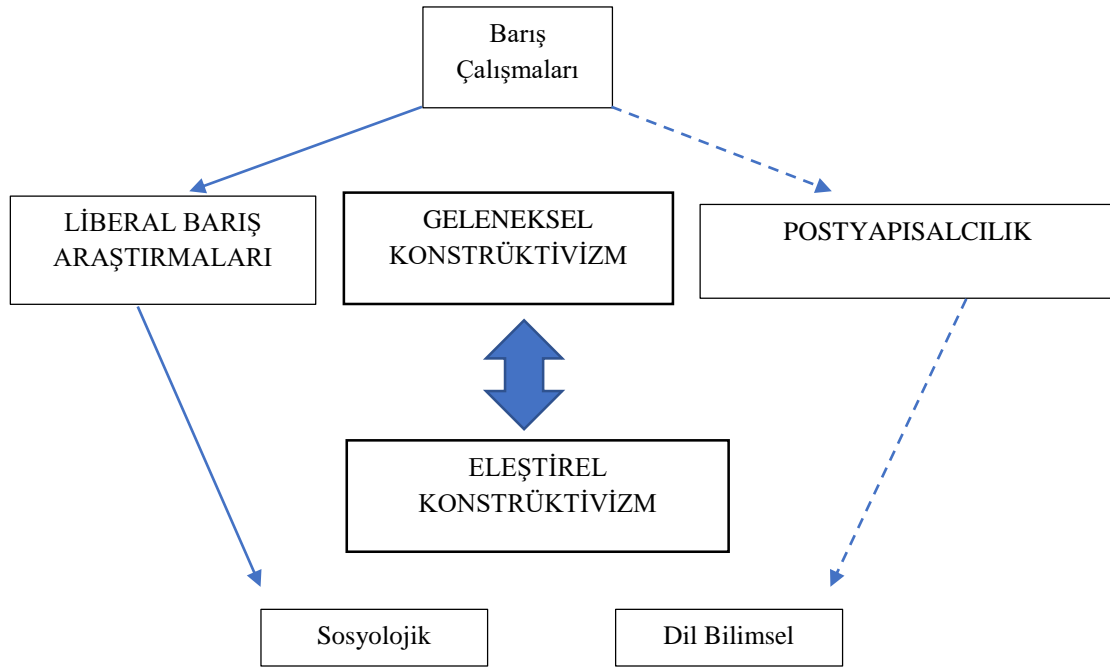 Barış
Çalışmaları
LİBERAL BARIŞ
ARAŞTIRMALARI
GELENEKSEL
KONSTRÜKTİVİZM
POSTYAPISALCILIK
ELEŞTİREL
KONSTRÜKTİVİZM
Sosyolojik
Dil Bilimsel